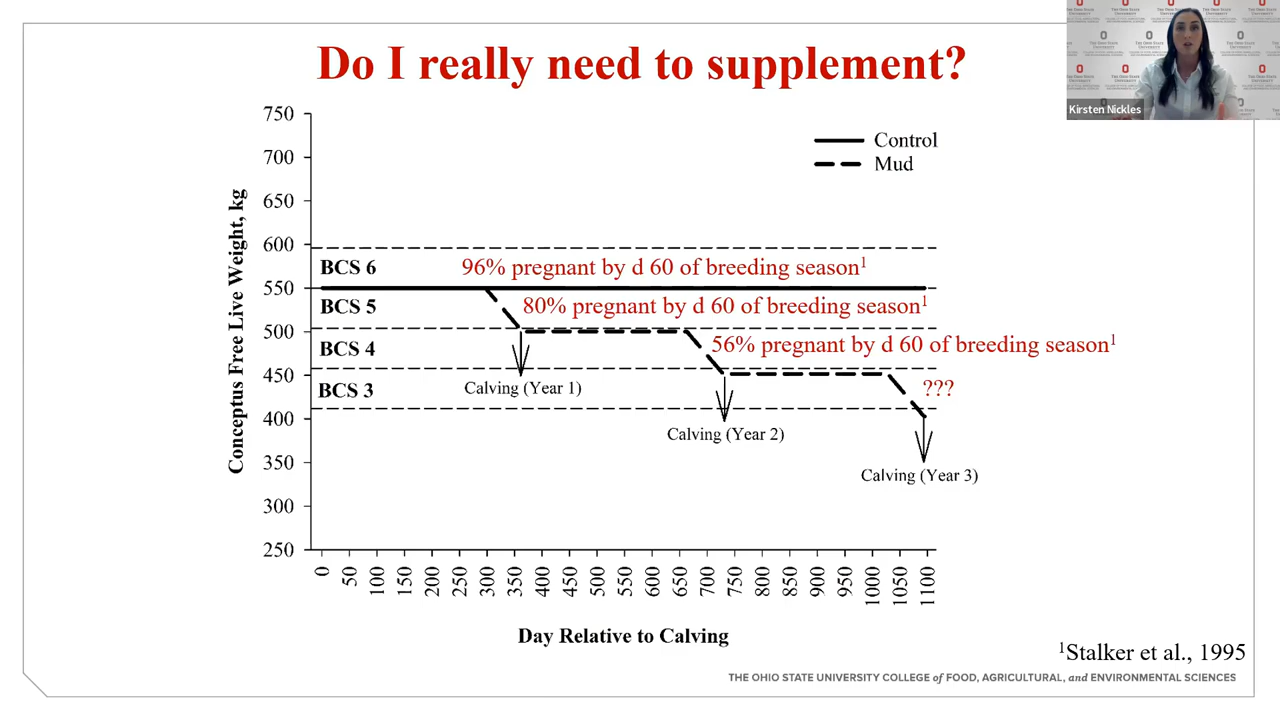 Do I really need to supplement?
Kirsten Nickles
Conceptus Free Live Weight, kg
750
700
650
600
550
500
450
400
350
300
250
Control
Mud
BCS 6
96% pregnant by d 60 of breeding season¹
BCS 5
80% pregnant by d 60 of breeding season¹
BCS 4
56% pregnant by d 60 of breeding season¹
BCS 3
???
Calving (Year 1)
Calving (Year 2)
Calving (Year 3)
0 50 100 150 200 250 300 350 400 450 500 550 600 650 700 750 800 850 900 950 1000 1050 1100
Day Relative to Calving
¹Stalker et al., 1995
THE OHIO STATE UNIVERSITY COLLEGE of FOOD, AGRICULTURAL, and ENVIRONMENTAL SCIENCES